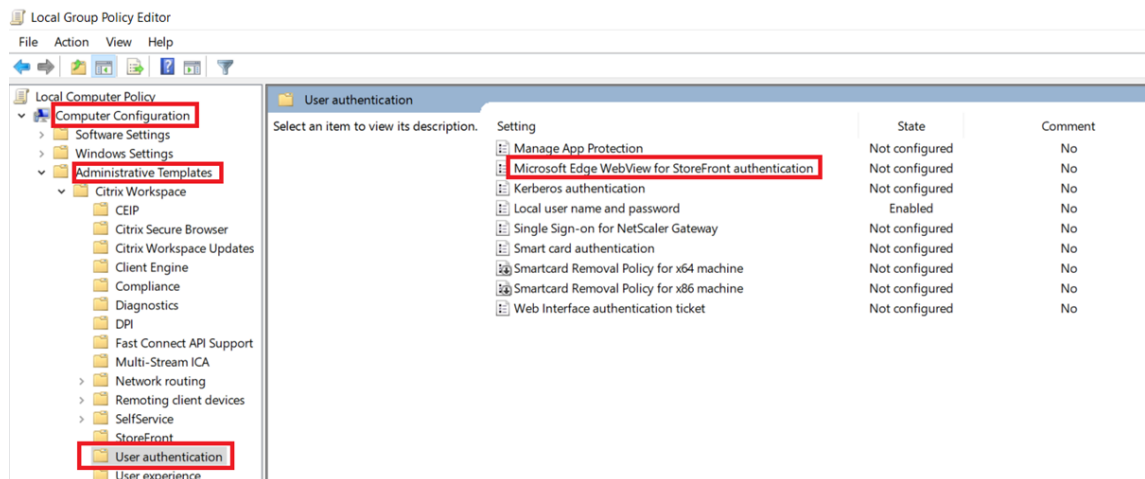 Local Group Policy Editor
File Action View Help
Local Computer Policy
Computer Configuration
Software Settings
Windows Settings
Administrative Templates
Citrix Workspace
CEIP
Citrix Secure Browser
Citrix Workspace Updates
Client Engine
Compliance
Diagnostics
DPI
Fast Connect API Support
Multi-Stream ICA
Network routing
Remoting client devices
SelfService
StoreFront
User authentication
User experience
User authentication
Select an item to view its description.
Setting State Comment
Manage App Protection Not configured No
Microsoft Edge WebView for StoreFront authentication Not configured No
Kerberos authentication Not configured No
Local user name and password Enabled No
Single Sign-on for NetScaler Gateway Not configured No
Smart card authentication Not configured No
Smartcard Removal Policy for x64 machine Not configured No
Smartcard Removal Policy for x86 machine Not configured No
Web Interface authentication ticket Not configured No